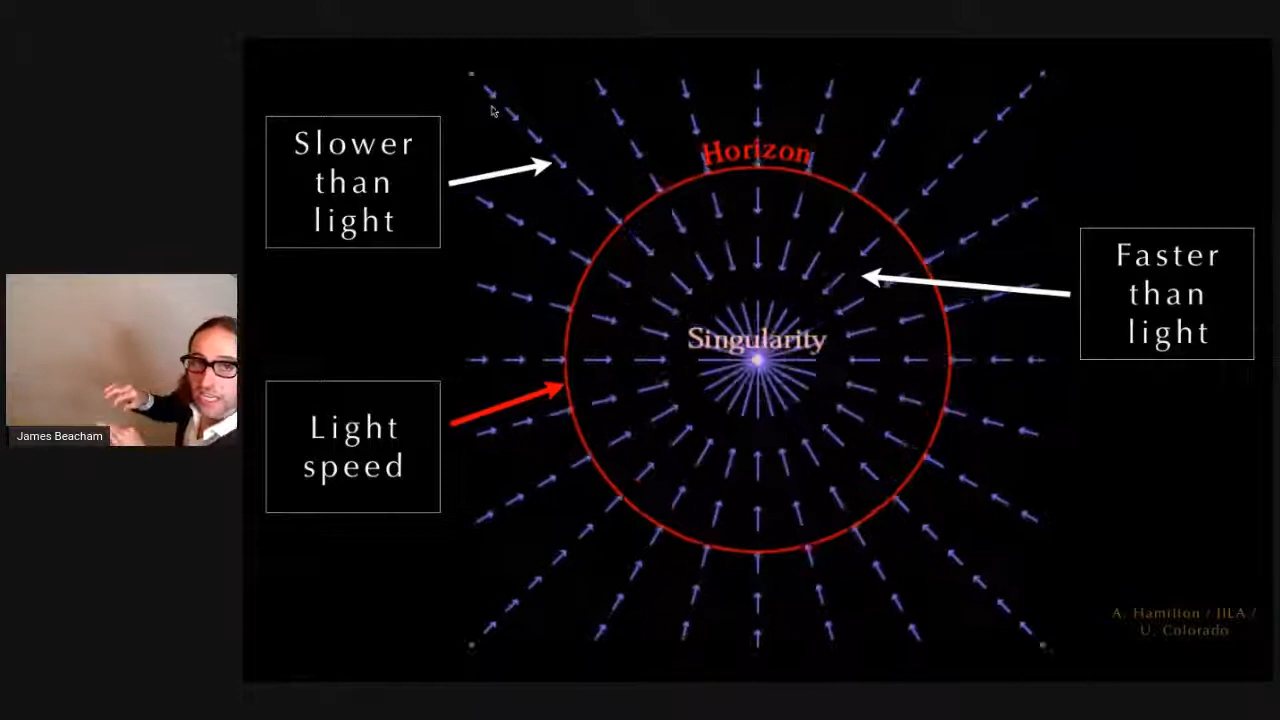 Slower
than
light
Horizon
Faster
than
light
Singularity
Light
speed
James Beacham
A. Hamilton / JILA /
U. Colorado